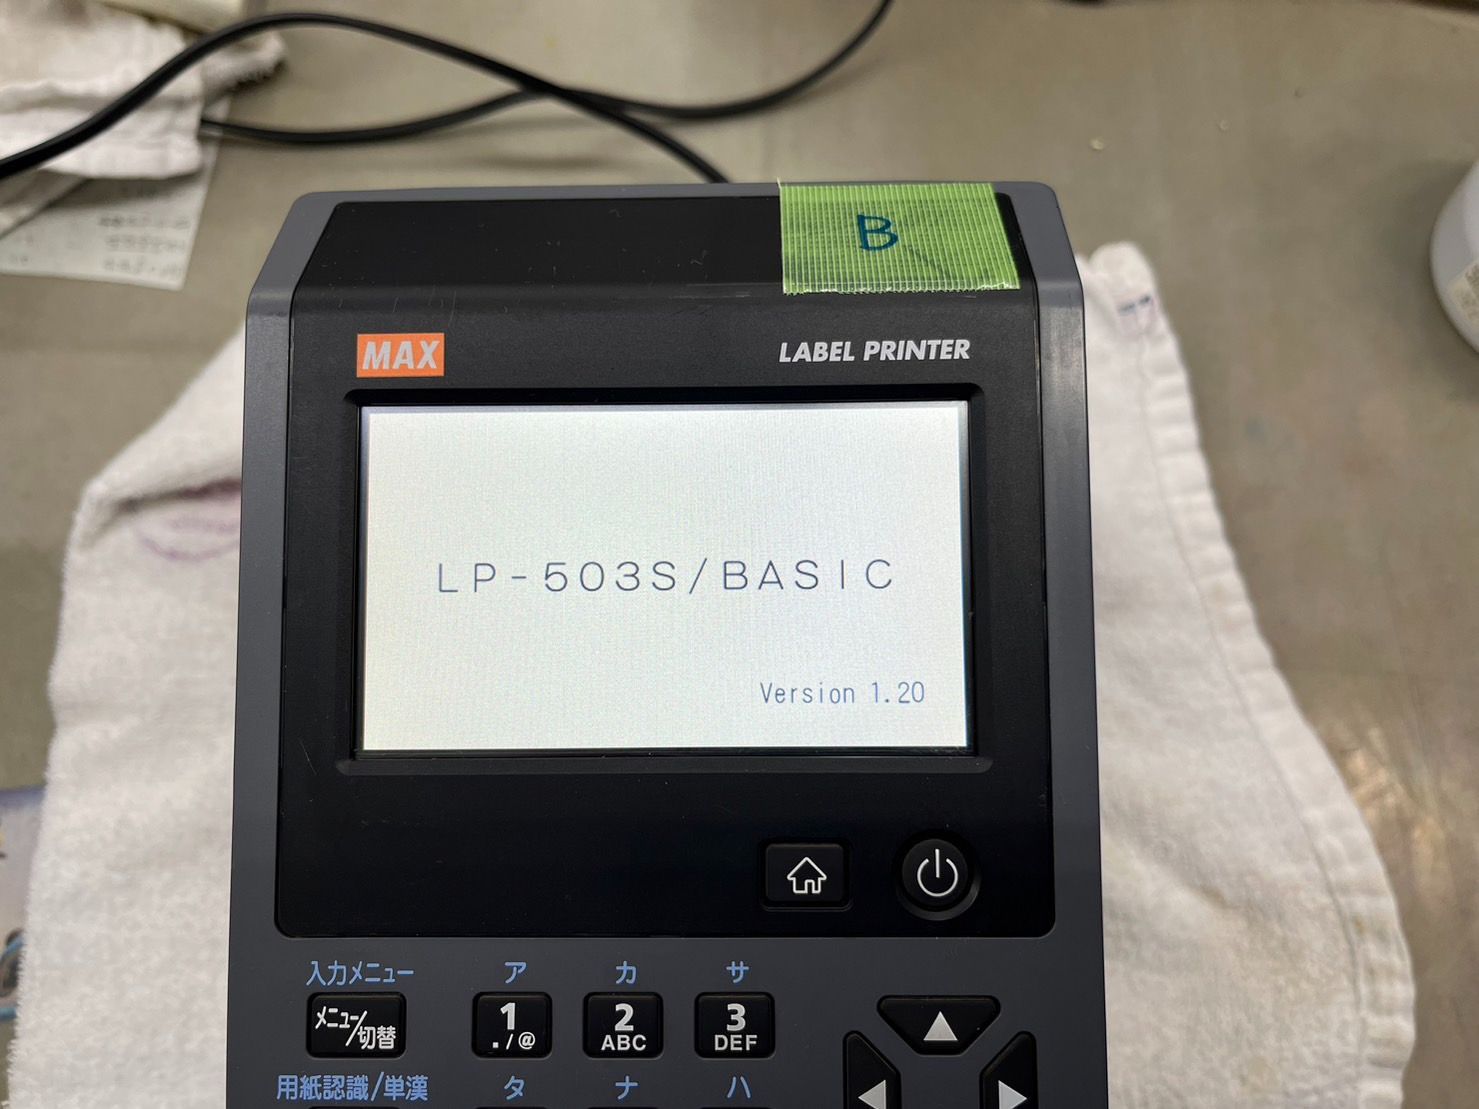 B
MAX
LABEL PRINTER
LP-503S/BASIC
Version 1.20
入力メニュー
ア
カ
サ
メニュー/切替
1
./@
2
ABC
3
DEF
用紙認識/単漢
タ
ナ
ハ